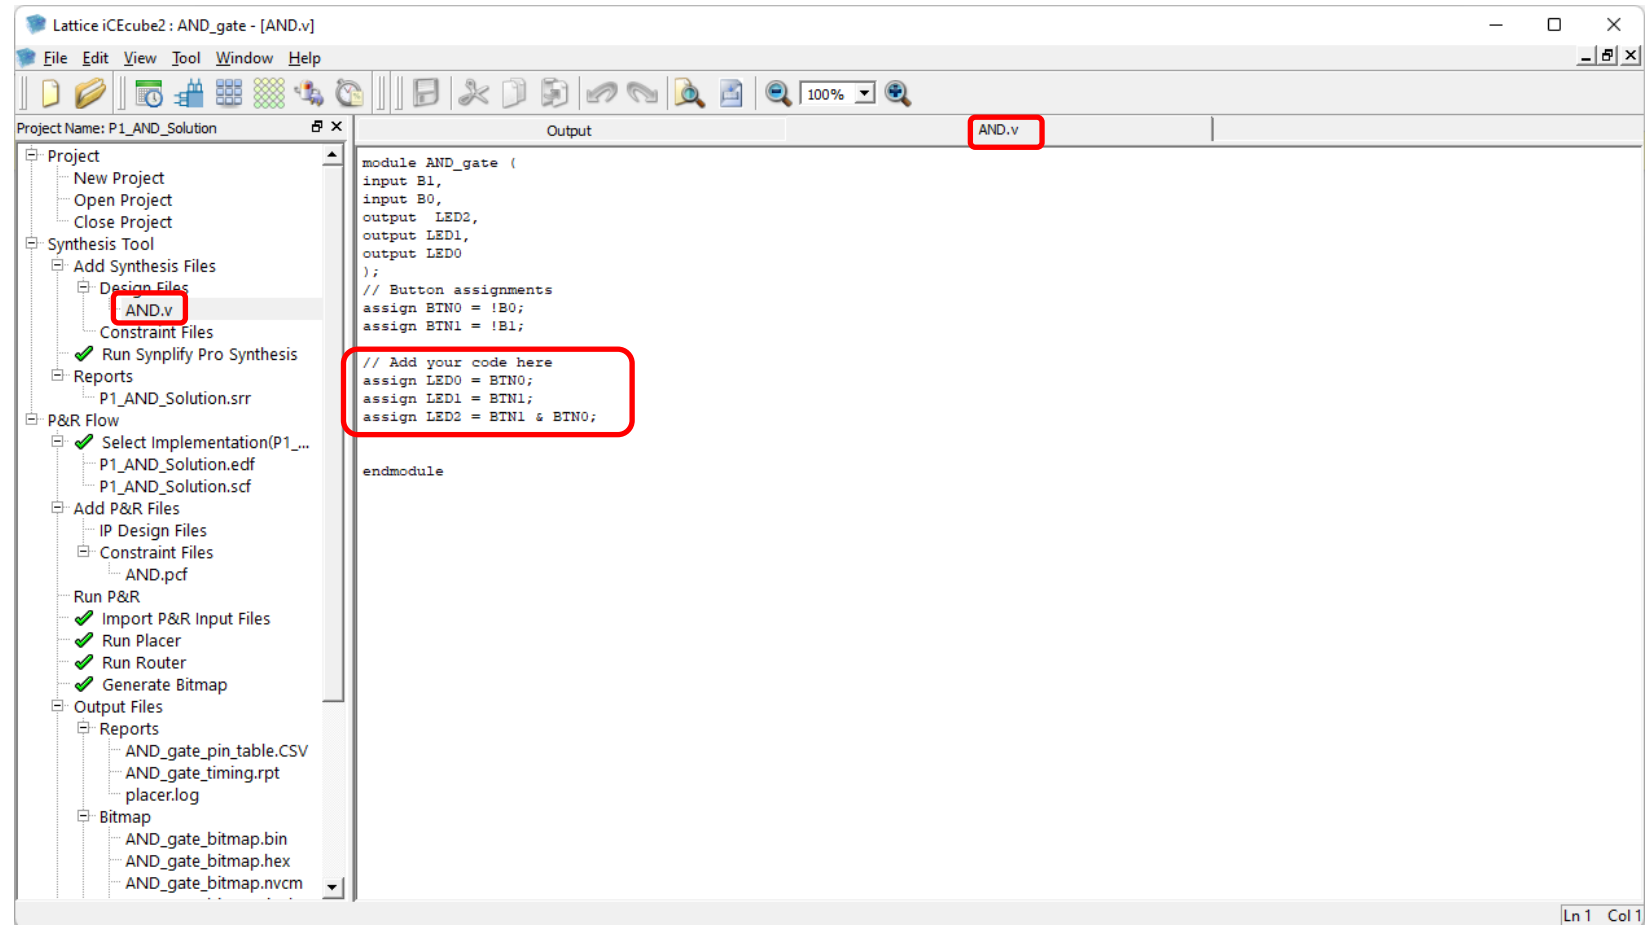 Lattice iCEcube2 : AND_gate - [AND.v]
File Edit View Tool Window Help
100%
Project Name: P1_AND_Solution
Output
AND.v
Project
New Project
Open Project
Close Project
Synthesis Tool
Add Synthesis Files
Design Files
AND.v
Constraint Files
Run Synplify Pro Synthesis
Reports
P1_AND_Solution.srr
P&R Flow
Select Implementation(P1_...
P1_AND_Solution.edf
P1_AND_Solution.scf
Add P&R Files
IP Design Files
Constraint Files
AND.pcf
Run P&R
Import P&R Input Files
Run Placer
Run Router
Generate Bitmap
Output Files
Reports
AND_gate_pin_table.CSV
AND_gate_timing.rpt
placer.log
Bitmap
AND_gate_bitmap.bin
AND_gate_bitmap.hex
AND_gate_bitmap.nvcm
module AND_gate (
input B1,
input B0,
output  LED2,
output LED1,
output LED0
);
// Button assignments
assign BTN0 = !B0;
assign BTN1 = !B1;
// Add your code here
assign LED0 = BTN0;
assign LED1 = BTN1;
assign LED2 = BTN1 & BTN0;
endmodule
Ln 1 Col 1